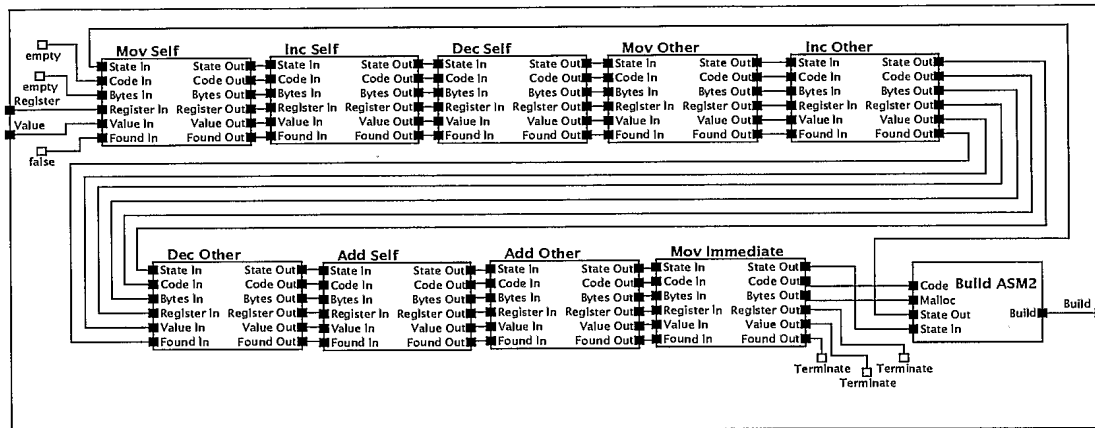 empty
empty
Register
Value
false
Mov Self
State In State Out
Code In Code Out
Bytes In Bytes Out
Register In Register Out
Value In Value Out
Found In Found Out
Inc Self
State In State Out
Code In Code Out
Bytes In Bytes Out
Register In Register Out
Value In Value Out
Found In Found Out
Dec Self
State In State Out
Code In Code Out
Bytes In Bytes Out
Register In Register Out
Value In Value Out
Found In Found Out
Mov Other
State In State Out
Code In Code Out
Bytes In Bytes Out
Register In Register Out
Value In Value Out
Found In Found Out
Inc Other
State In State Out
Code In Code Out
Bytes In Bytes Out
Register In Register Out
Value In Value Out
Found In Found Out
Dec Other
State In State Out
Code In Code Out
Bytes In Bytes Out
Register In Register Out
Value In Value Out
Found In Found Out
Add Self
State In State Out
Code In Code Out
Bytes In Bytes Out
Register In Register Out
Value In Value Out
Found In Found Out
Add Other
State In State Out
Code In Code Out
Bytes In Bytes Out
Register In Register Out
Value In Value Out
Found In Found Out
Mov Immediate
State In State Out
Code In Code Out
Bytes In Bytes Out
Register In Register Out
Value In Value Out
Found In Found Out
Terminate
Terminate
Terminate
Build ASM2
Code
Malloc
State Out
State In
Build
Build